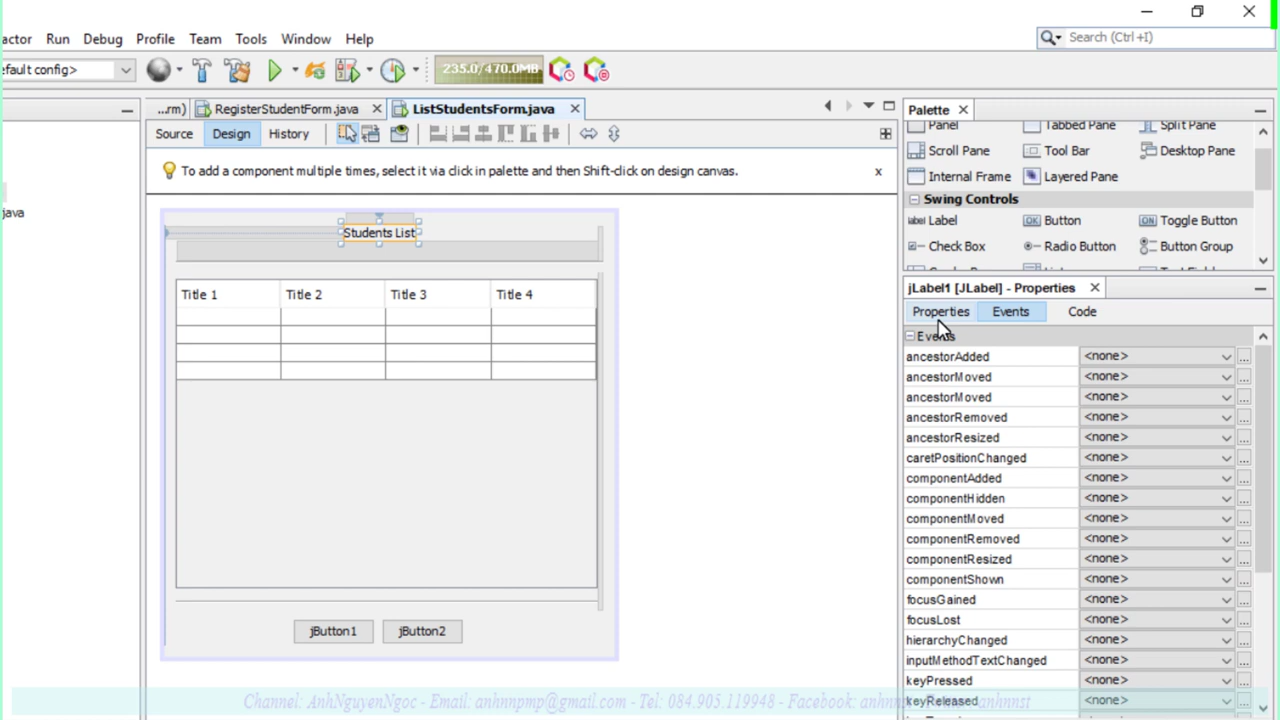 actor Run Debug Profile Team Tools Window Help
Search (Ctrl +I)
efault config>
235.0/470.0MB
...rm) RegisterStudentForm.java ListStudentsForm.java
Source Design History
To add a component multiple times, select it via click in palette and then Shift-click on design canvas.
x
java
Students List
Title 1 Title 2 Title 3 Title 4
jButton1 jButton2
Palette
Panel Tabbed Pane Split Pane
Scroll Pane Tool Bar Desktop Pane
Internal Frame Layered Pane
Swing Controls
label Label OK Button ON Toggle Button
Check Box Radio Button Button Group
jLabel1 [JLabel] - Properties
Properties Events Code
Events
ancestorAdded <none> ...
ancestorMoved <none> ...
ancestorMoved <none> ...
ancestorRemoved <none> ...
ancestorResized <none> ...
caretPositionChanged <none> ...
componentAdded <none> ...
componentHidden <none> ...
componentMoved <none> ...
componentRemoved <none> ...
componentResized <none> ...
componentShown <none> ...
focusGained <none> ...
focusLost <none> ...
hierarchyChanged <none> ...
inputMethodTextChanged <none> ...
keyPressed <none> ...
keyReleased <none> ...
Channel: AnhNguyenNgoc - Email: anhnnpmp@gmail.com - Tel: 084.905.119948 - Facebook: